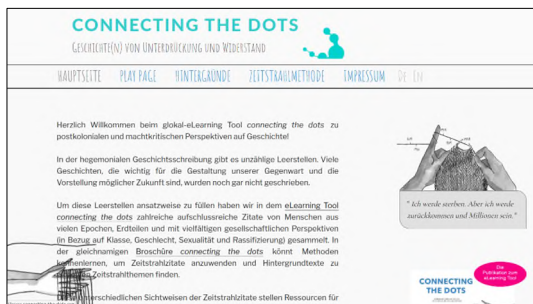 CONNECTING THE DOTS
Geschichte(n) von Unterdrückung und Widerstand
HAUPTSEITE PLAY PAGE HINTERGRÜNDE ZEITSTRAHLMETHODE IMPRESSUM De En
Herzlich Willkommen beim glokal-eLearning Tool connecting the dots zu
postkolonialen und machtkritischen Perspektiven auf Geschichte!
In der hegemonialen Geschichtsschreibung gibt es unzählige Leerstellen. Viele
Geschichten, die wichtig für die Gestaltung unserer Gegenwart und die
Vorstellung möglicher Zukunft sind, wurden noch gar nicht geschrieben.
Um diese Leerstellen ansatzweise zu füllen haben wir in dem eLearning Tool
connecting the dots zahlreiche aufschlussreiche Zitate von Menschen aus
vielen Epochen, Erdteilen und mit vielfältigen gesellschaftlichen Perspektiven
(in Bezug auf Klasse, Geschlecht, Sexualität und Rassifizierung) gesammelt. In
der gleichnamigen Broschüre connecting the dots könnt Methoden
kennenlernen, um Zeitstrahlzitate anzuwenden und Hintergrundtexte zu
Zeitstrahlthemen finden.
unterschiedlichen Sichtweisen der Zeitstrahlzitate stellen Ressourcen für
" Ich werde sterben. Aber ich werde
zurückkommen und Millionen sein."
Die
Publikation zum
eLearning Tool
CONNECTING
THE DOTS